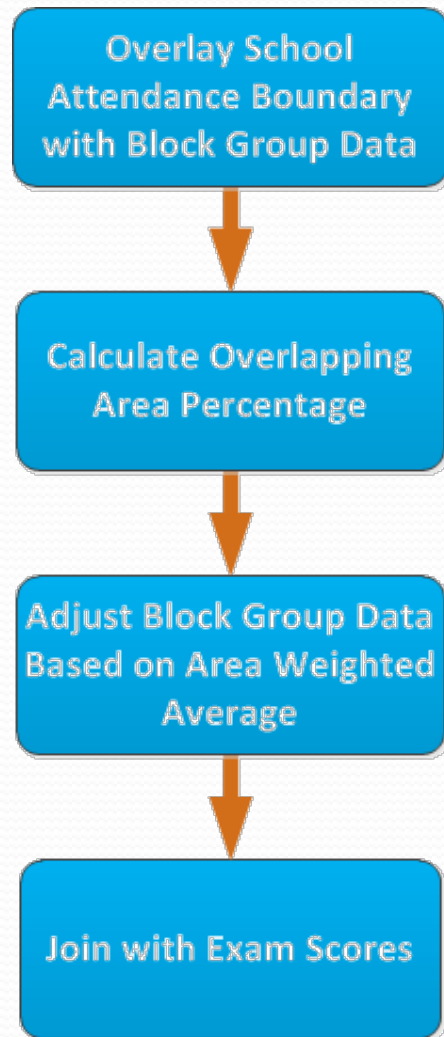 Overlay School
Attendance Boundary
with Block Group Data
Calculate Overlapping
Area Percentage
Adjust Block Group Data
Based on Area Weighted
Average
Join with Exam Scores